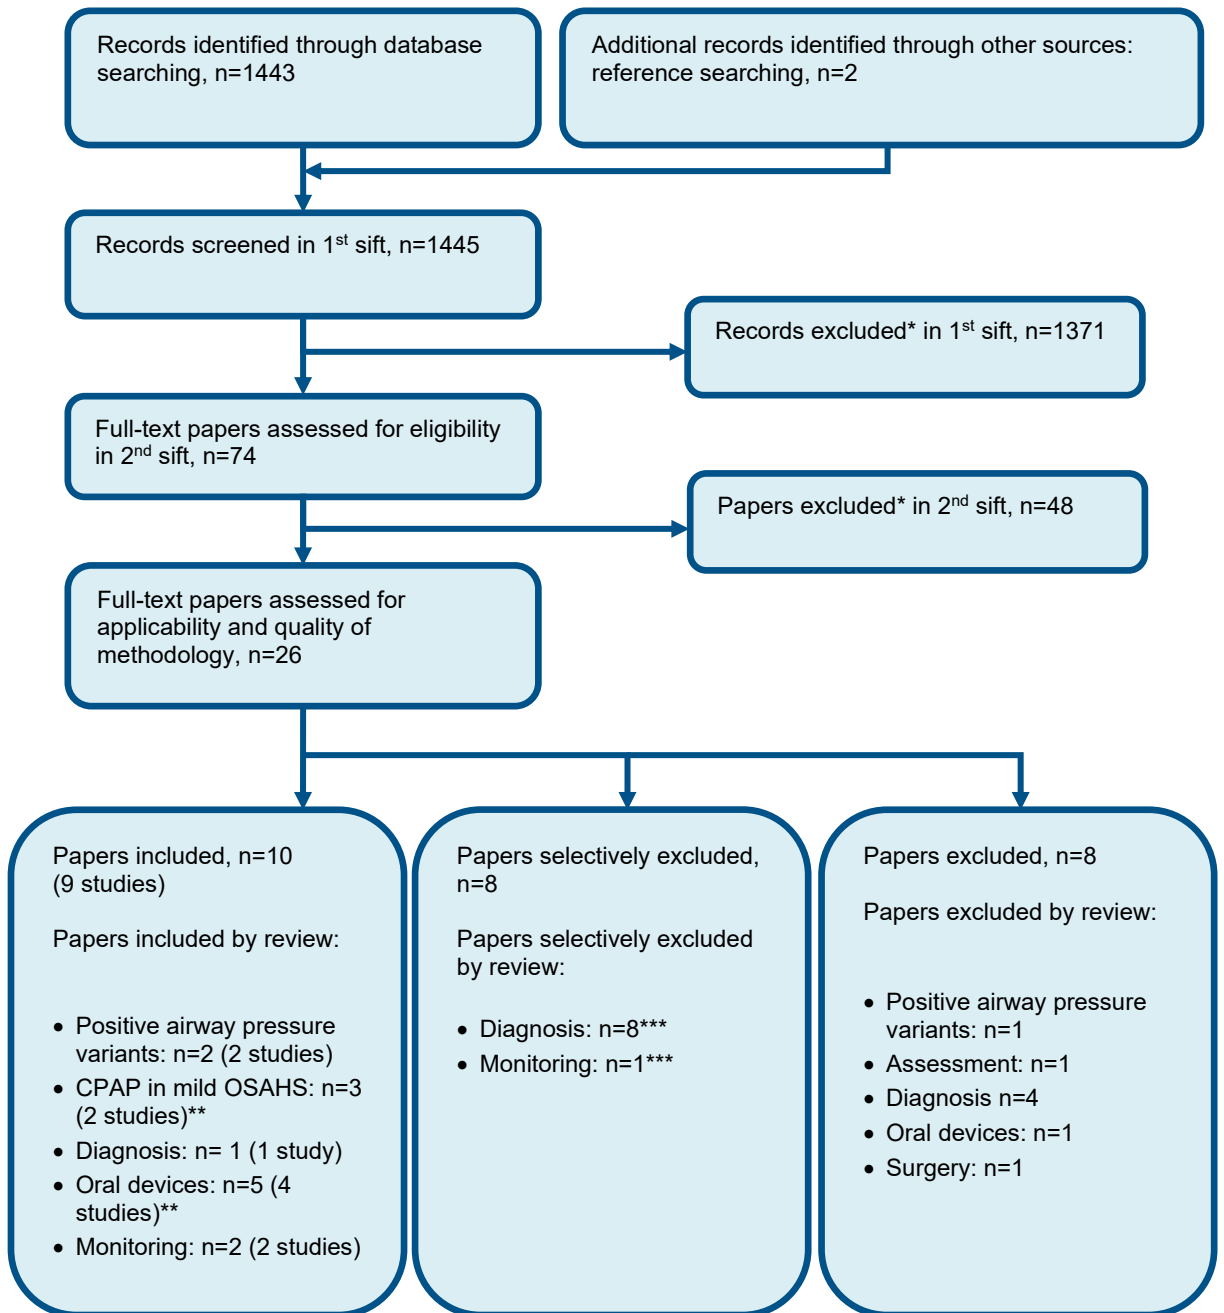 Records identified through database
searching, n=1443
Additional records identified through other sources:
reference searching, n=2
Records screened in 1st sift, n=1445
Records excluded* in 1st sift, n=1371
Full-text papers assessed for eligibility
in 2nd sift, n=74
Papers excluded* in 2nd sift, n=48
Full-text papers assessed for
applicability and quality of
methodology, n=26
Papers included, n=10
(9 studies)
Papers included by review:
• Positive airway pressure
variants: n=2 (2 studies)
• CPAP in mild OSAHS: n=3
(2 studies)**
• Diagnosis: n= 1 (1 study)
• Oral devices: n=5 (4
studies)**
• Monitoring: n=2 (2 studies)
Papers selectively excluded,
n=8
Papers selectively excluded
by review:
• Diagnosis: n=8***
• Monitoring: n=1***
Papers excluded, n=8
Papers excluded by review:
• Positive airway pressure
variants: n=1
• Assessment: n=1
• Diagnosis n=4
• Oral devices: n=1
• Surgery: n=1